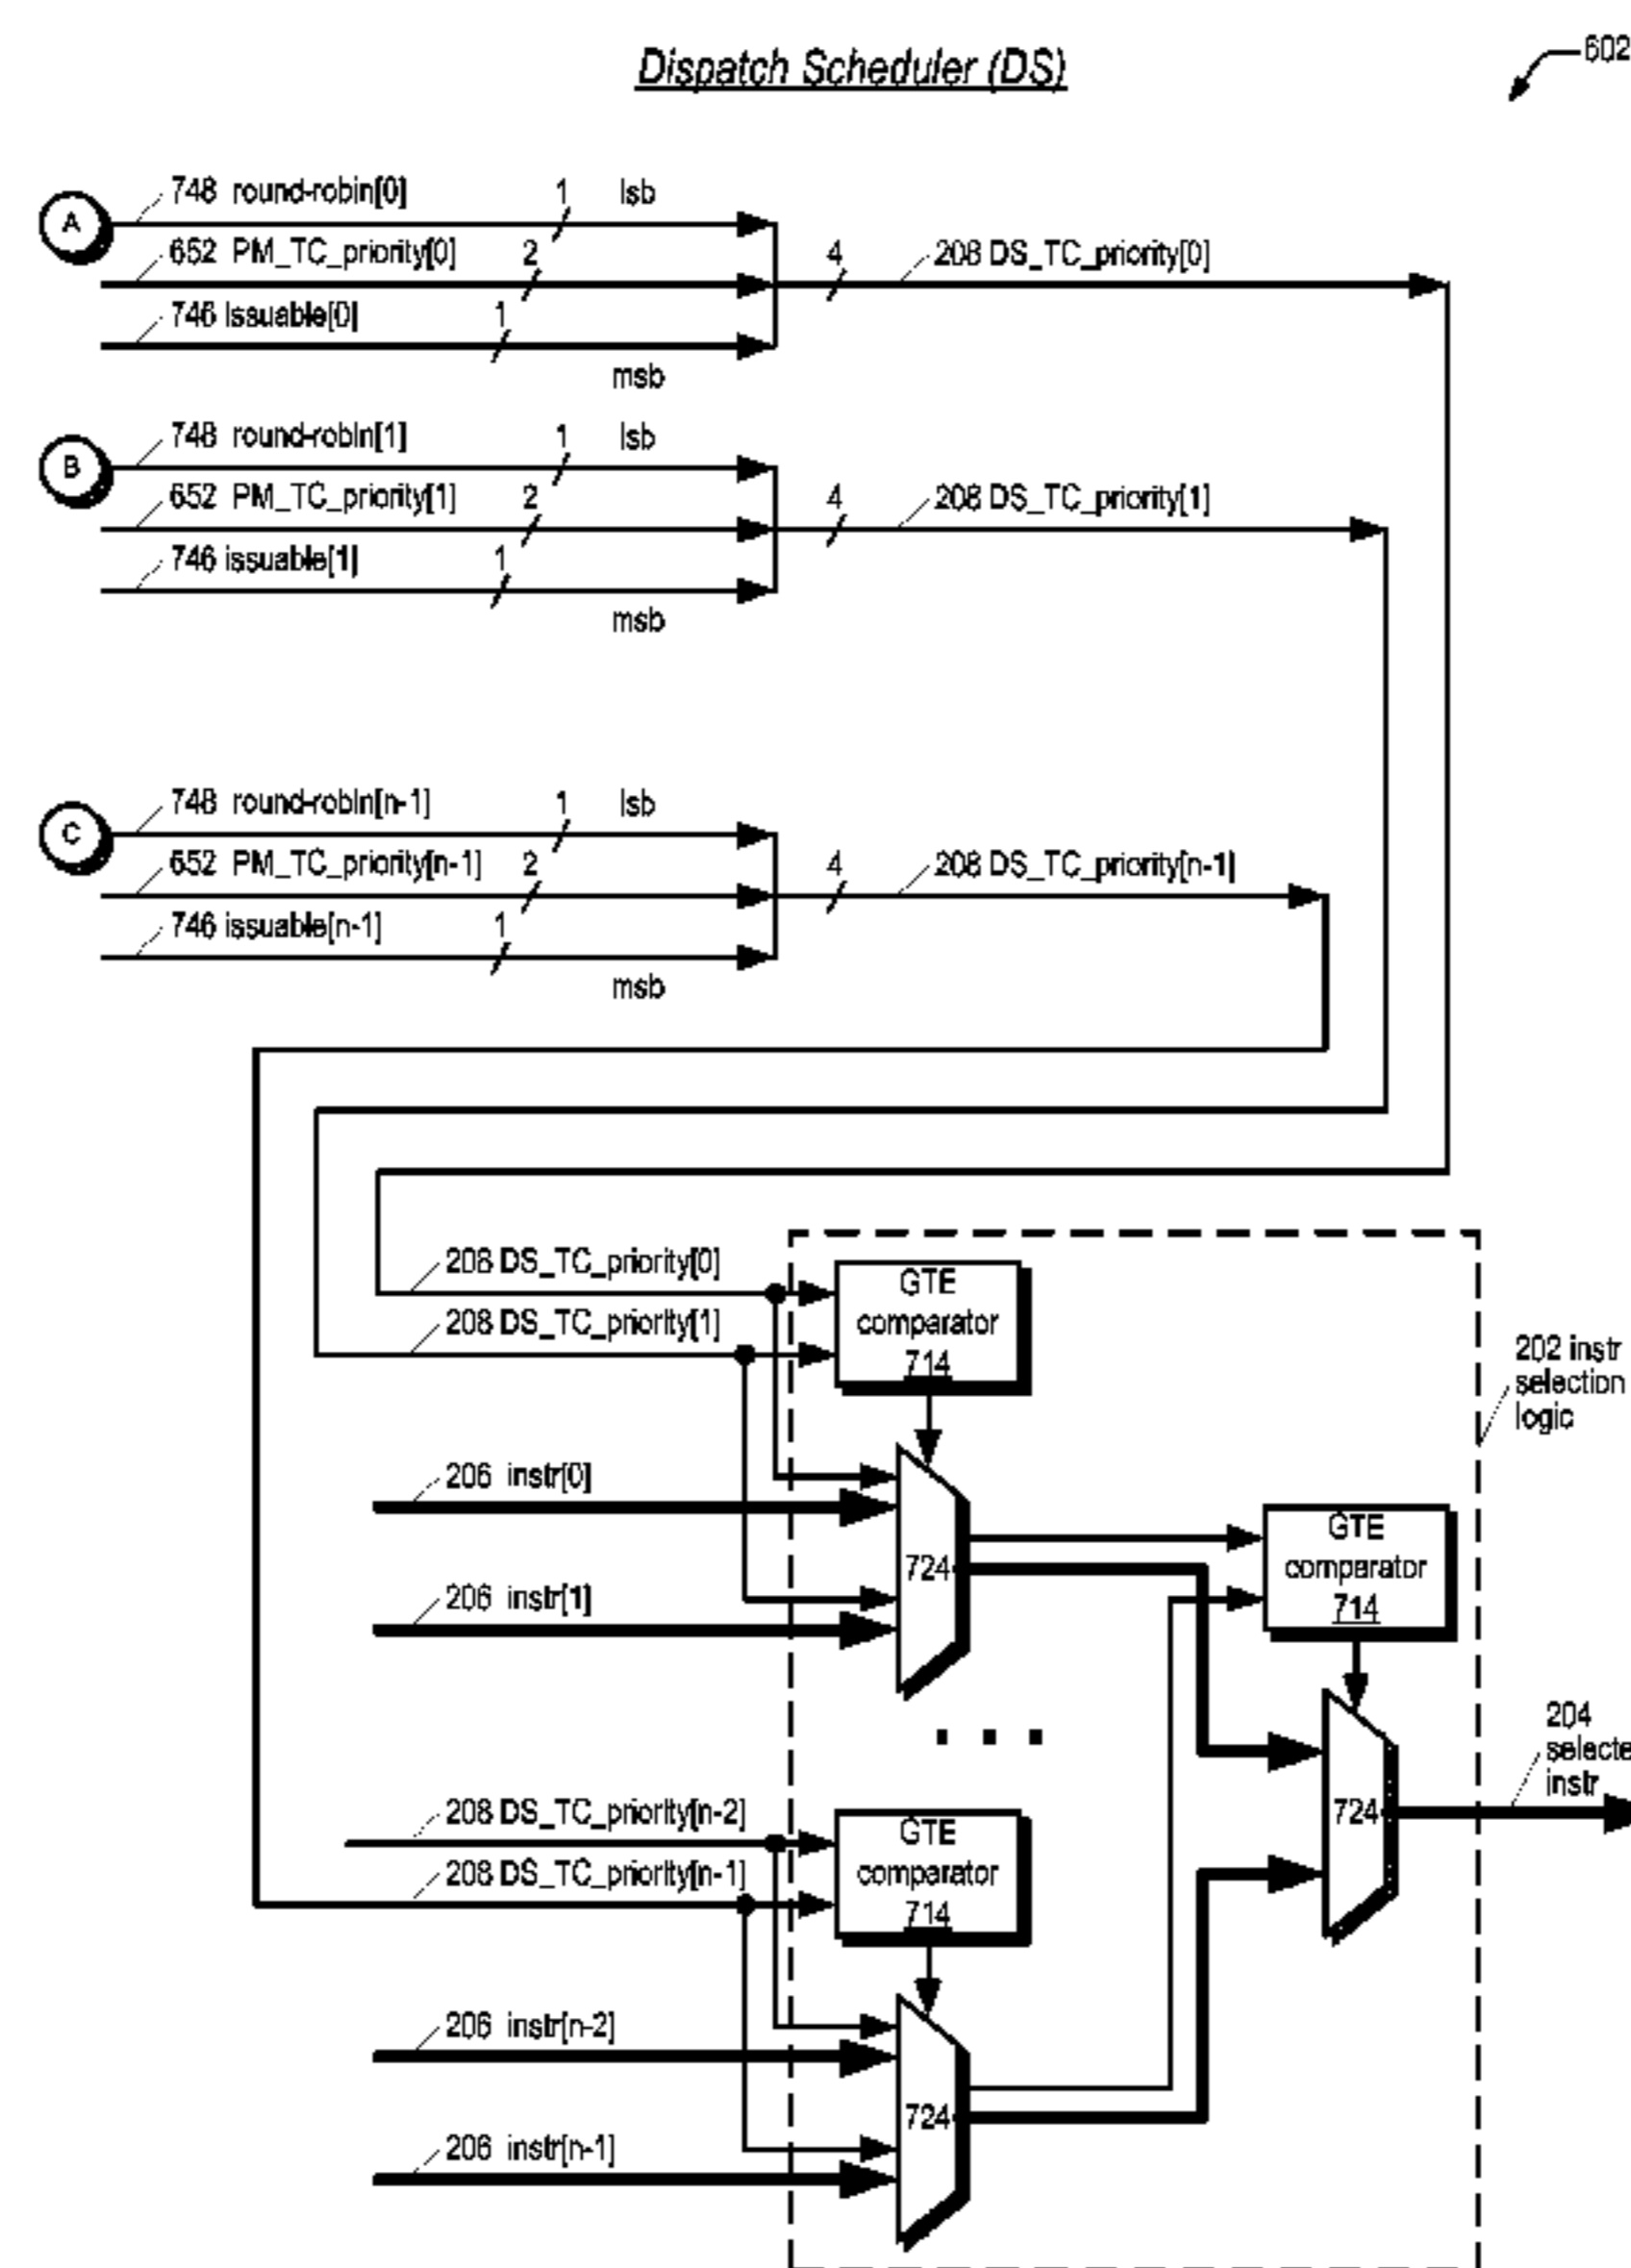 Dispatch Scheduler (DS)
602
A
748 round-robin[0] 1 lsb
652 PM_TC_priority[0] 2
4 208 DS_TC_priority[0]
746 issuable[0] 1
msb
B
748 round-robin[1] 1 lsb
652 PM_TC_priority[1] 2
4 208 DS_TC_priority[1]
746 issuable[1] 1
msb
C
748 round-robin[n-1] 1 lsb
652 PM_TC_priority[n-1] 2
4 208 DS_TC_priority[n-1]
746 issuable[n-1] 1
msb
208 DS_TC_priority[0]
208 DS_TC_priority[1]
GTE
comparator
714
202 instr
selection
logic
206 instr[0]
206 instr[1]
724
GTE
comparator
714
204
selecte
instr
724
208 DS_TC_priority[n-2]
208 DS_TC_priority[n-1]
GTE
comparator
714
206 instr[n-2]
206 instr[n-1]
724